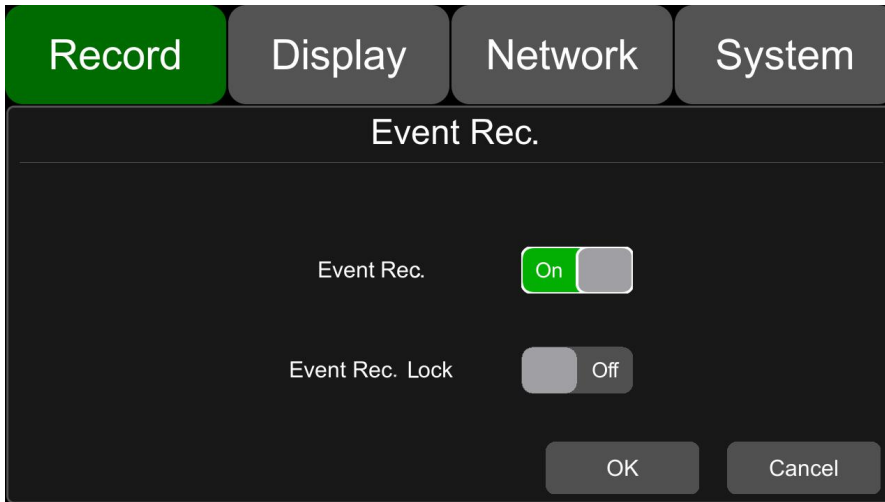 Record Display Network System
Event Rec.
Event Rec. On
Event Rec. Lock Off
OK Cancel